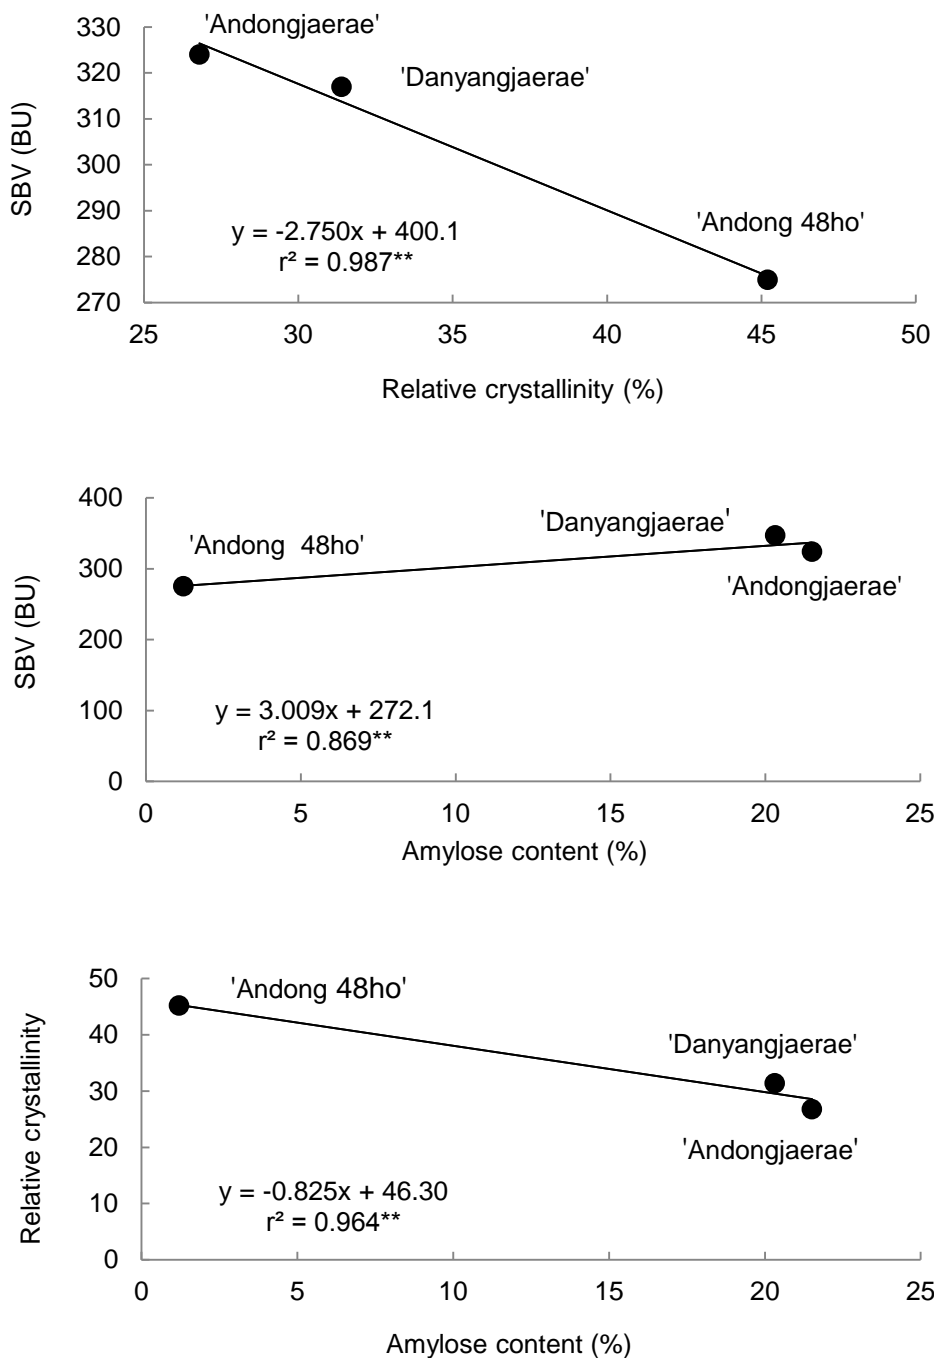 SBV (BU)
330
320
310
300
290
280
270
'Andongjaerae'
'Danyangjaerae'
'Andong 48ho'
y = -2.750x + 400.1
r² = 0.987**
25 30 35 40 45 50
Relative crystallinity (%)
SBV (BU)
400
300
200
100
0
'Danyangjaerae'
'Andong 48ho'
'Andongjaerae'
y = 3.009x + 272.1
r² = 0.869**
0 5 10 15 20 25
Amylose content (%)
Relative crystallinity
50
40
30
20
10
0
'Andong 48ho'
'Danyangjaerae'
'Andongjaerae'
y = -0.825x + 46.30
r² = 0.964**
0 5 10 15 20 25
Amylose content (%)